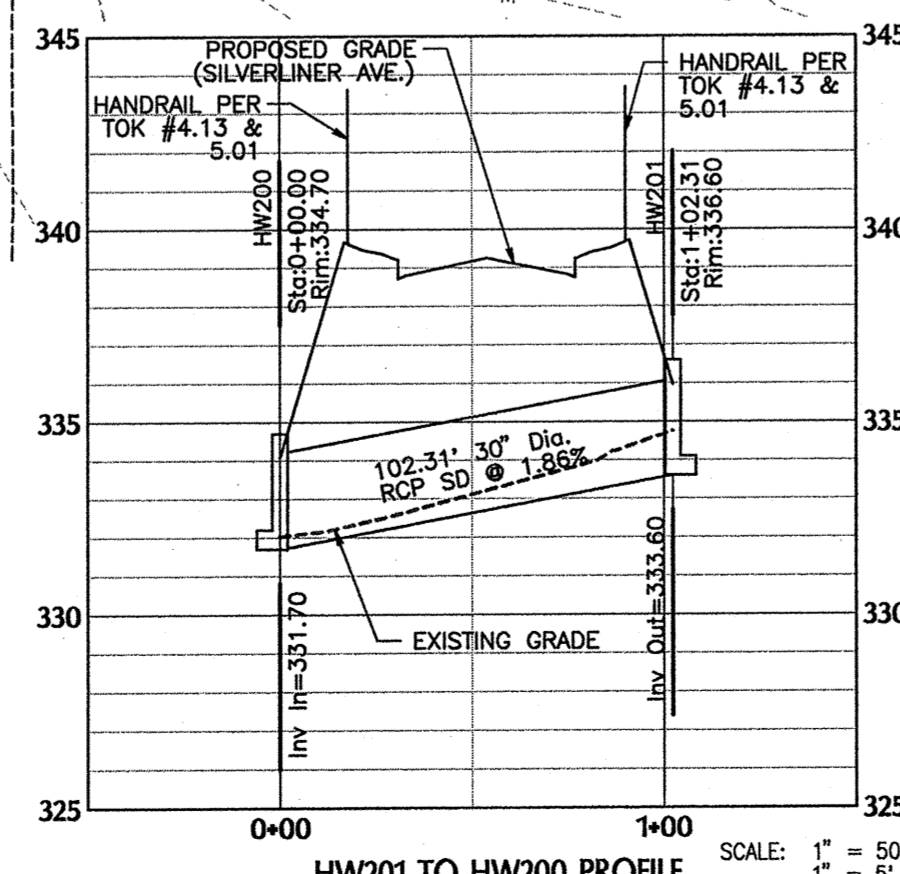 345
345
PROPOSED GRADE
(SILVERLINER AVE.)
HANDRAIL PER
TOK #4.13 &
5.01
HANDRAIL PER
TOK #4.13 &
5.01
HW200
Sta:0+00.00
Rim:334.70
HW201
Sta:1+02.31
Rim:336.60
340
340
335
335
102.31' 30" Dia.
RCP SD @ 1.86%
330
330
EXISTING GRADE
Inv In=331.70
Inv Out=333.60
325
325
0+00
1+00
HW201 TO HW200 PROFILE
SCALE: 1" = 50
1" = 5'